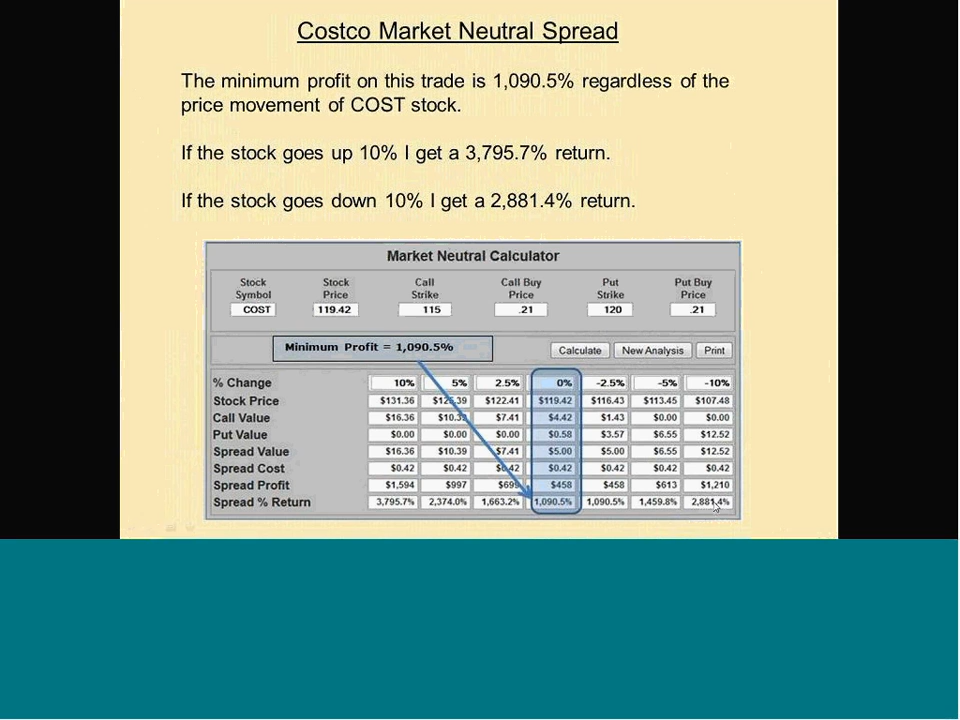 Costco Market Neutral Spread
The minimum profit on this trade is 1,090.5% regardless of the
price movement of COST stock.
If the stock goes up 10% I get a 3,795.7% return.
If the stock goes down 10% I get a 2,881.4% return.
Market Neutral Calculator
Stock Symbol Stock Price Call Strike Call Buy Price Put Strike Put Buy Price
COST 119.42 115 .21 120 .21
Minimum Profit = 1,090.5% Calculate New Analysis Print
% Change 10% 5% 2.5% 0% -2.5% -5% -10%
Stock Price $131.36 $125.39 $122.41 $119.42 $116.43 $113.45 $107.48
Call Value $16.36 $10.39 $7.41 $4.42 $1.43 $0.00 $0.00
Put Value $0.00 $0.00 $0.00 $0.58 $3.57 $6.55 $12.52
Spread Value $16.36 $10.39 $7.41 $5.00 $5.00 $6.55 $12.52
Spread Cost $0.42 $0.42 $0.42 $0.42 $0.42 $0.42 $0.42
Spread Profit $1,594 $997 $699 $458 $458 $613 $1,210
Spread % Return 3,795.7% 2,374.0% 1,663.2% 1,090.5% 1,090.5% 1,459.8% 2,881.4%